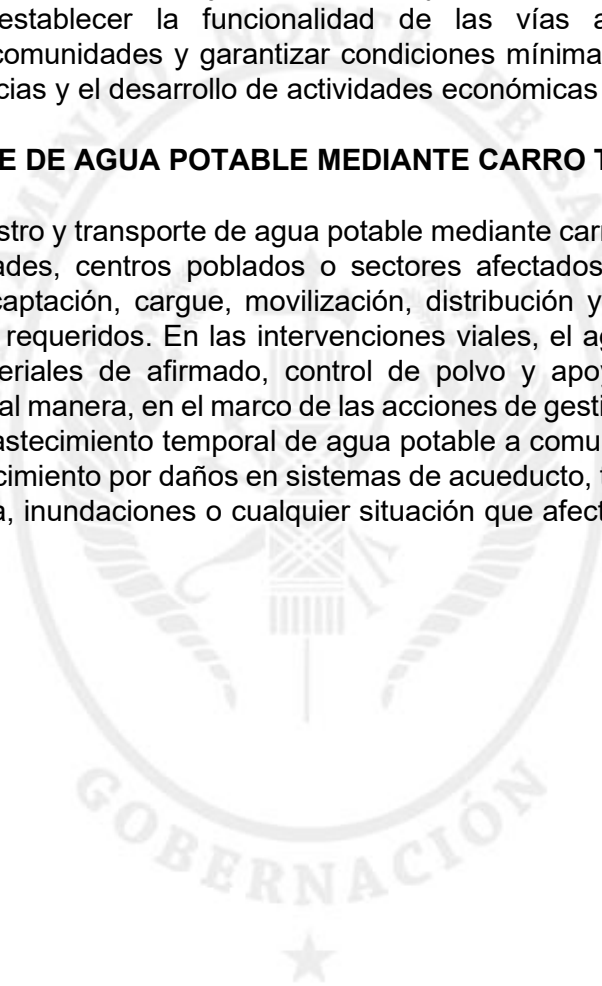 establecer la funcionalidad de las vías a
comunidades y garantizar condiciones mínima
cias y el desarrollo de actividades económicas
E DE AGUA POTABLE MEDIANTE CARRO T
stro y transporte de agua potable mediante carr
ades, centros poblados o sectores afectados
captación, cargue, movilización, distribución y
requeridos. En las intervenciones viales, el ag
eriales de afirmado, control de polvo y apoy
al manera, en el marco de las acciones de gesti
astecimiento temporal de agua potable a comu
cimiento por daños en sistemas de acueducto,
a, inundaciones o cualquier situación que afect
NORTE DE
GOBERNACIÓN